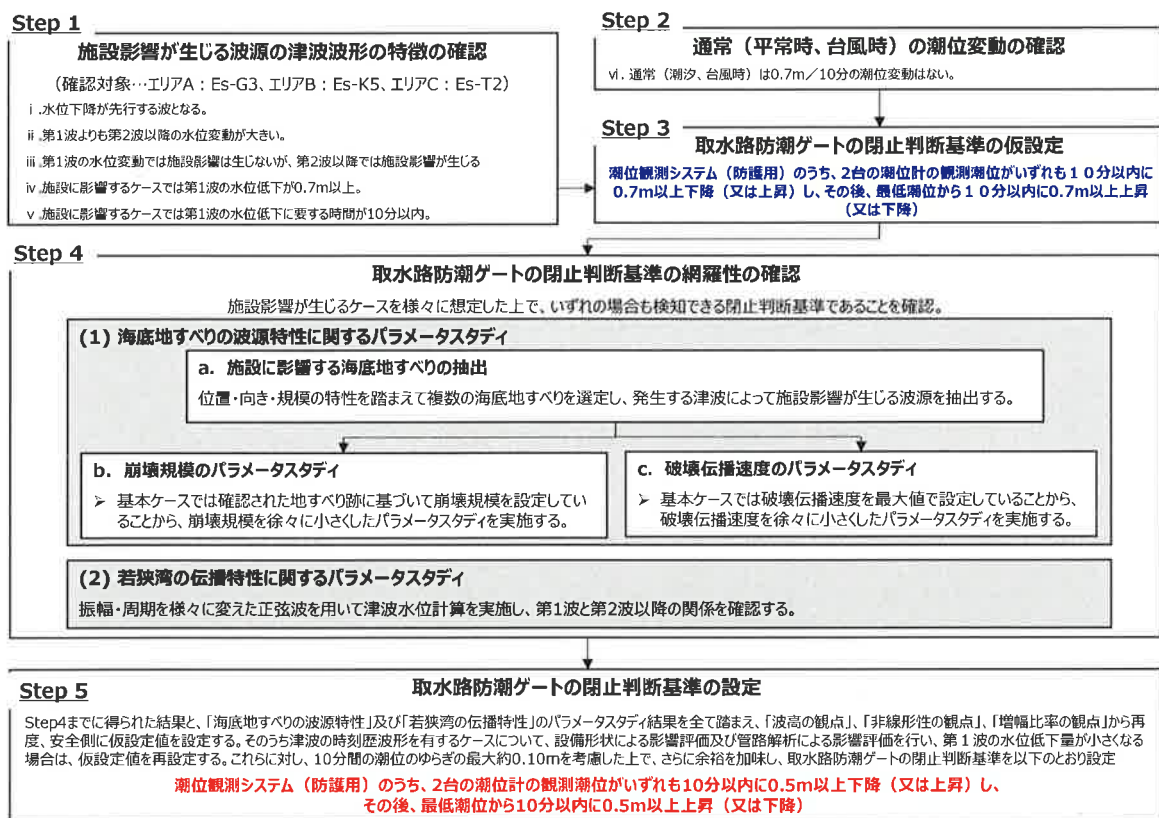 Step 1
施設影響が生じる波源の津波波形の特徴の確認
（確認対象…エリアA：Es-G3、エリアB：Es-K5、エリアC：Es-T2）
ⅰ.水位下降が先行する波となる。
ⅱ.第1波よりも第2波以降の水位変動が大きい。
ⅲ.第1波の水位変動では施設影響は生じないが、第2波以降では施設影響が生じる
ⅳ.施設に影響するケースでは第1波の水位低下が0.7m以上。
ⅴ.施設に影響するケースでは第1波の水位低下に要する時間が10分以内。
Step 2
通常（平常時、台風時）の潮位変動の確認
ⅵ. 通常（潮汐、台風時）は0.7m／10分の潮位変動はない。
Step 3
取水路防潮ゲートの閉止判断基準の仮設定
潮位観測システム（防護用）のうち、2台の潮位計の観測潮位がいずれも１０分以内に
0.7m以上下降（又は上昇）し、その後、最低潮位から１０分以内に0.7m以上上昇
（又は下降）
Step 4
取水路防潮ゲートの閉止判断基準の網羅性の確認
施設影響が生じるケースを様々に想定した上で、いずれの場合も検知できる閉止判断基準であることを確認。
(1) 海底地すべりの波源特性に関するパラメータスタディ
a. 施設に影響する海底地すべりの抽出
位置・向き・規模の特性を踏まえて複数の海底地すべりを選定し、発生する津波によって施設影響が生じる波源を抽出する。
b. 崩壊規模のパラメータスタディ
➢ 基本ケースでは確認された地すべり跡に基づいて崩壊規模を設定してい
ることから、崩壊規模を徐々に小さくしたパラメータスタディを実施する。
c. 破壊伝播速度のパラメータスタディ
➢ 基本ケースでは破壊伝播速度を最大値で設定していることから、
破壊伝播速度を徐々に小さくしたパラメータスタディを実施する。
(2) 若狭湾の伝播特性に関するパラメータスタディ
振幅・周期を様々に変えた正弦波を用いて津波水位計算を実施し、第1波と第2波以降の関係を確認する。
Step 5
取水路防潮ゲートの閉止判断基準の設定
Step4までに得られた結果と、「海底地すべりの波源特性」及び「若狭湾の伝播特性」のパラメータスタディ結果を全て踏まえ、「波高の観点」、「非線形性の観点」、「増幅比率の観点」から再
度、安全側に仮設定値を設定する。そのうち津波の時刻歴波形を有するケースについて、設備形状による影響評価及び管路解析による影響評価を行い、第１波の水位低下量が小さくなる
場合は、仮設定値を再設定する。これらに対し、10分間の潮位のゆらぎの最大約0.10mを考慮した上で、さらに余裕を加味し、取水路防潮ゲートの閉止判断基準を以下のとおり設定
潮位観測システム（防護用）のうち、2台の潮位計の観測潮位がいずれも10分以内に0.5m以上下降（又は上昇）し、
その後、最低潮位から10分以内に0.5m以上上昇（又は下降）